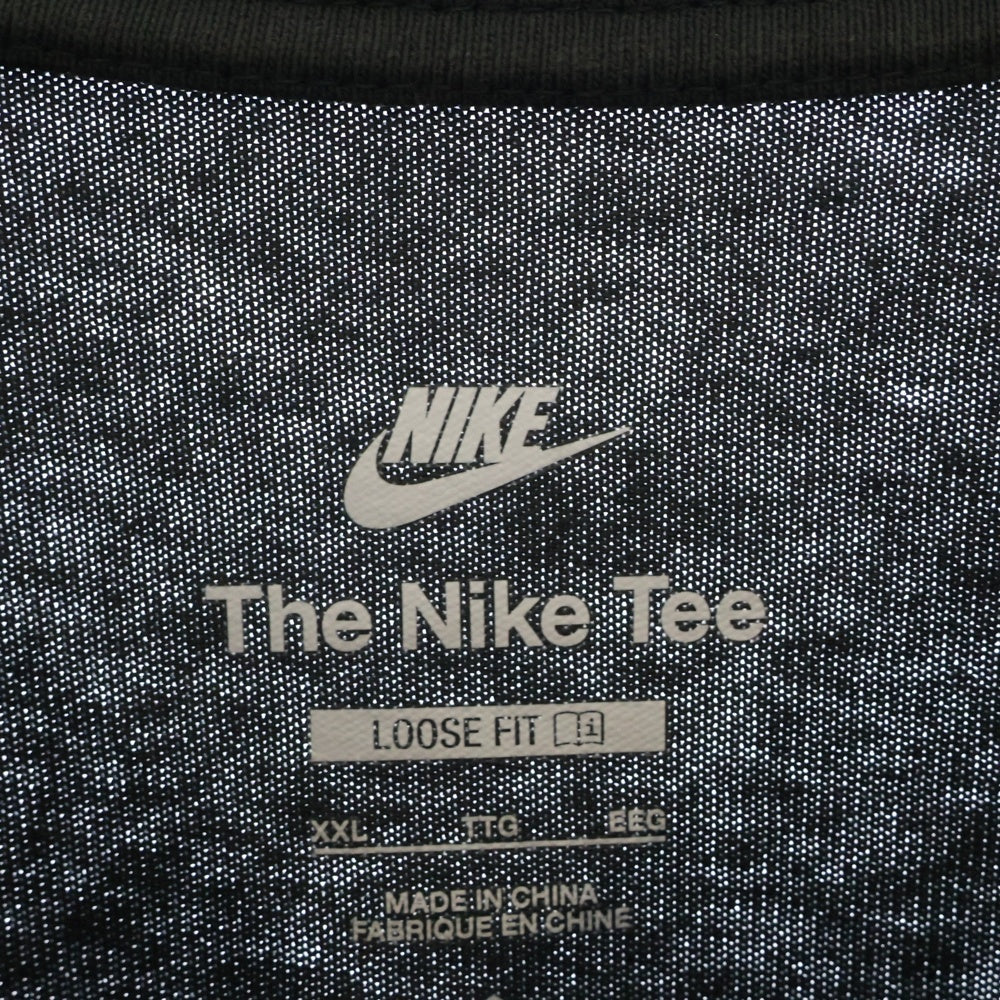 NIKE
The Nike Tee
LOOSE FIT i
XXL TTG EEG
MADE IN CHINA
FABRIQUE EN CHINE